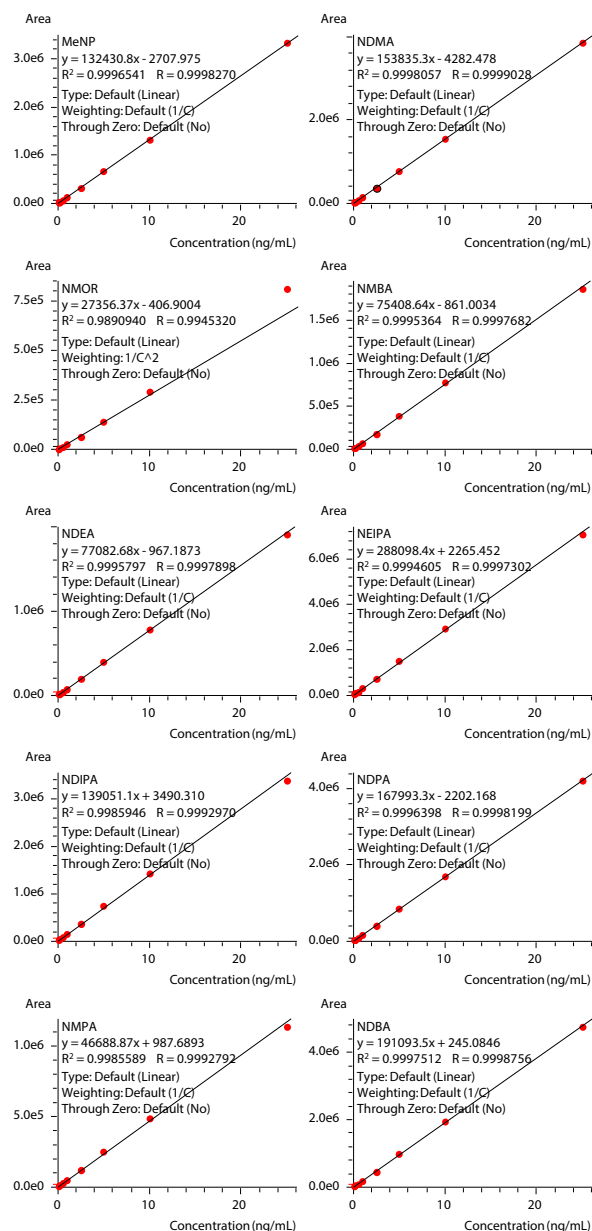 Area
MeNP
y = 132430.8x - 2707.975
R² = 0.9996541 R = 0.9998270
Type: Default (Linear)
Weighting: Default (1/C)
Through Zero: Default (No)
3.0e6
2.0e6
1.0e6
0.0e0
0 10 20
Concentration (ng/mL)
Area
NDMA
y = 153835.3x - 4282.478
R² = 0.9998057 R = 0.9999028
Type: Default (Linear)
Weighting: Default (1/C)
Through Zero: Default (No)
2.0e6
0.0e0
0 10 20
Concentration (ng/mL)
Area
NMOR
y = 27356.37x - 406.9004
R² = 0.9890940 R = 0.9945320
Type: Default (Linear)
Weighting: 1/C^2
Through Zero: Default (No)
7.5e5
5.0e5
2.5e5
0.0e0
0 10 20
Concentration (ng/mL)
Area
NMBA
y = 75408.64x - 861.0034
R² = 0.9995364 R = 0.9997682
Type: Default (Linear)
Weighting: Default (1/C)
Through Zero: Default (No)
1.5e6
1.0e6
5.0e5
0.0e0
0 10 20
Concentration (ng/mL)
Area
NDEA
y = 77082.68x - 967.1873
R² = 0.9995797 R = 0.9997898
Type: Default (Linear)
Weighting: Default (1/C)
Through Zero: Default (No)
1.0e6
0.0e0
0 10 20
Concentration (ng/mL)
Area
NEIPA
y = 288098.4x + 2265.452
R² = 0.9994605 R = 0.9997302
Type: Default (Linear)
Weighting: Default (1/C)
Through Zero: Default (No)
6.0e6
4.0e6
2.0e6
0.0e0
0 10 20
Concentration (ng/mL)
Area
NDIPA
y = 139051.1x + 3490.310
R² = 0.9985946 R = 0.9992970
Type: Default (Linear)
Weighting: Default (1/C)
Through Zero: Default (No)
3.0e6
2.0e6
1.0e6
0.0e0
0 10 20
Concentration (ng/mL)
Area
NDPA
y = 167993.3x - 2202.168
R² = 0.9996398 R = 0.9998199
Type: Default (Linear)
Weighting: Default (1/C)
Through Zero: Default (No)
4.0e6
2.0e6
0.0e0
0 10 20
Concentration (ng/mL)
Area
NMPA
y = 46688.87x + 987.6893
R² = 0.9985589 R = 0.9992792
Type: Default (Linear)
Weighting: Default (1/C)
Through Zero: Default (No)
1.0e6
5.0e5
0.0e0
0 10 20
Concentration (ng/mL)
Area
NDBA
y = 191093.5x + 245.0846
R² = 0.9997512 R = 0.9998756
Type: Default (Linear)
Weighting: Default (1/C)
Through Zero: Default (No)
4.0e6
2.0e6
0.0e0
0 10 20
Concentration (ng/mL)